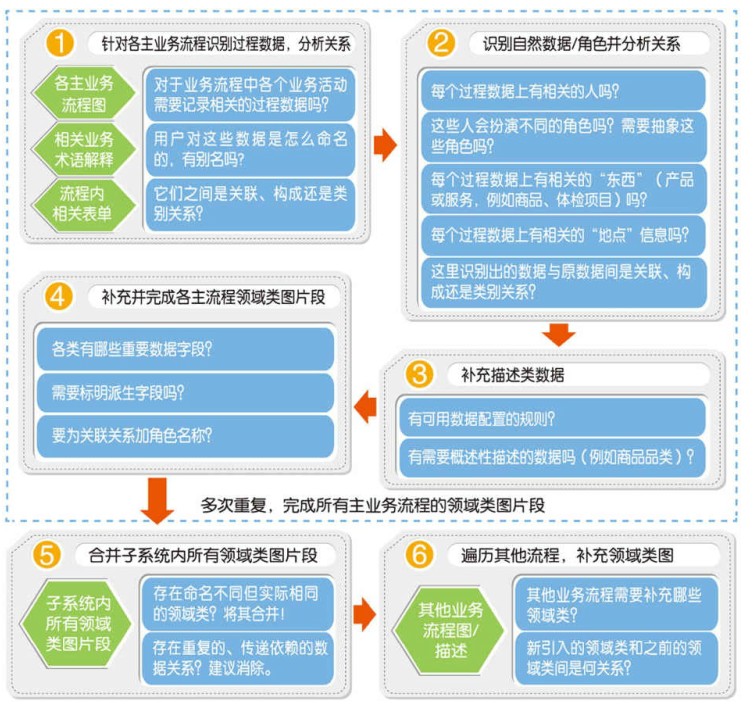 1
针对各主业务流程识别过程数据，分析关系
各主业务
流程图
对于业务流程中各个业务活动
需要记录相关的过程数据吗？
相关业务
术语解释
用户对这些数据是怎么命名
的，有别名吗？
流程内
相关表单
它们之间是关联、构成还是类
别关系？
2
识别自然数据/角色并分析关系
每个过程数据上有相关的人吗？
这些人会扮演不同的角色吗？需要抽象这
些角色吗？
每个过程数据上有相关的“东西”（产品
或服务，例如商品、体检项目）吗？
每个过程数据上有相关的“地点”信息吗？
这里识别出的数据与原数据间是关联、构
成还是类别关系？
3
补充描述类数据
有可用数据配置的规则？
有需要概述性描述的数据吗（例如商品品类）？
4
补充并完成各主流程领域类图片段
各类有哪些重要数据字段？
需要标明派生字段吗？
要为关联关系加角色名称？
多次重复，完成所有主业务流程的领域类图片段
5
合并子系统内所有领域类图片段
子系统内
所有领域
类图片段
存在命名不同但实际相同
的领域类？将其合并！
存在重复的、传递依赖的数
据关系？建议消除。
6
遍历其他流程，补充领域类图
其他业务
流程图/
描述
其他业务流程需要补充哪些
领域类？
新引入的领域类和之前的领
域类间是何关系？